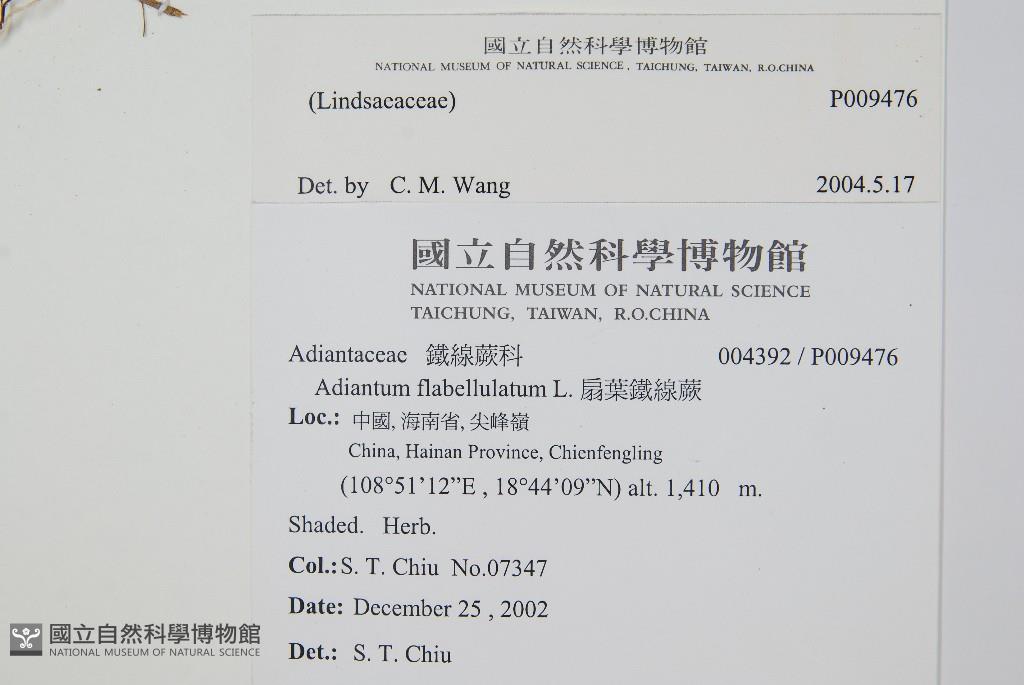 國立自然科學博物館
NATIONAL MUSEUM OF NATURAL SCIENCE, TAICHUNG, TAIWAN, R.O.CHINA
(Lindsacaceae) P009476
Det. by C. M. Wang 2004.5.17
國立自然科學博物館
NATIONAL MUSEUM OF NATURAL SCIENCE
TAICHUNG, TAIWAN, R.O.CHINA
Adiantaceae 鐵線蕨科 004392 / P009476
Adiantum flabellulatum L. 扇葉鐵線蕨
Loc.: 中國, 海南省, 尖峰嶺
China, Hainan Province, Chienfengling
(108°51’12”E , 18°44’09”N) alt. 1,410 m.
Shaded. Herb.
Col.: S. T. Chiu No.07347
Date: December 25 , 2002
Det.: S. T. Chiu
國立自然科學博物館
NATIONAL MUSEUM OF NATURAL SCIENCE